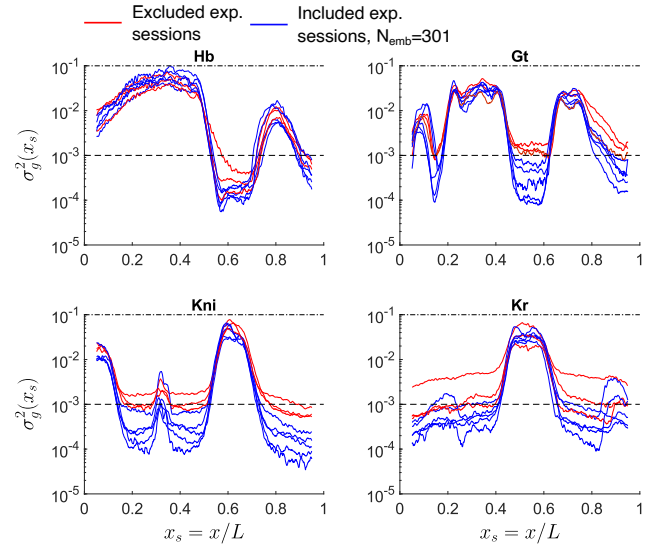 Excluded exp.
sessions
Included exp.
sessions, N_emb=301
Hb
Gt
10^-1
10^-2
10^-3
10^-4
10^-5
σ_g^2(x_s)
0 0.2 0.4 0.6 0.8 1
10^-1
10^-2
10^-3
10^-4
10^-5
0 0.2 0.4 0.6 0.8 1
Kni
Kr
10^-1
10^-2
10^-3
10^-4
10^-5
σ_g^2(x_s)
0 0.2 0.4 0.6 0.8 1
x_s = x/L
10^-1
10^-2
10^-3
10^-4
10^-5
0 0.2 0.4 0.6 0.8 1
x_s = x/L